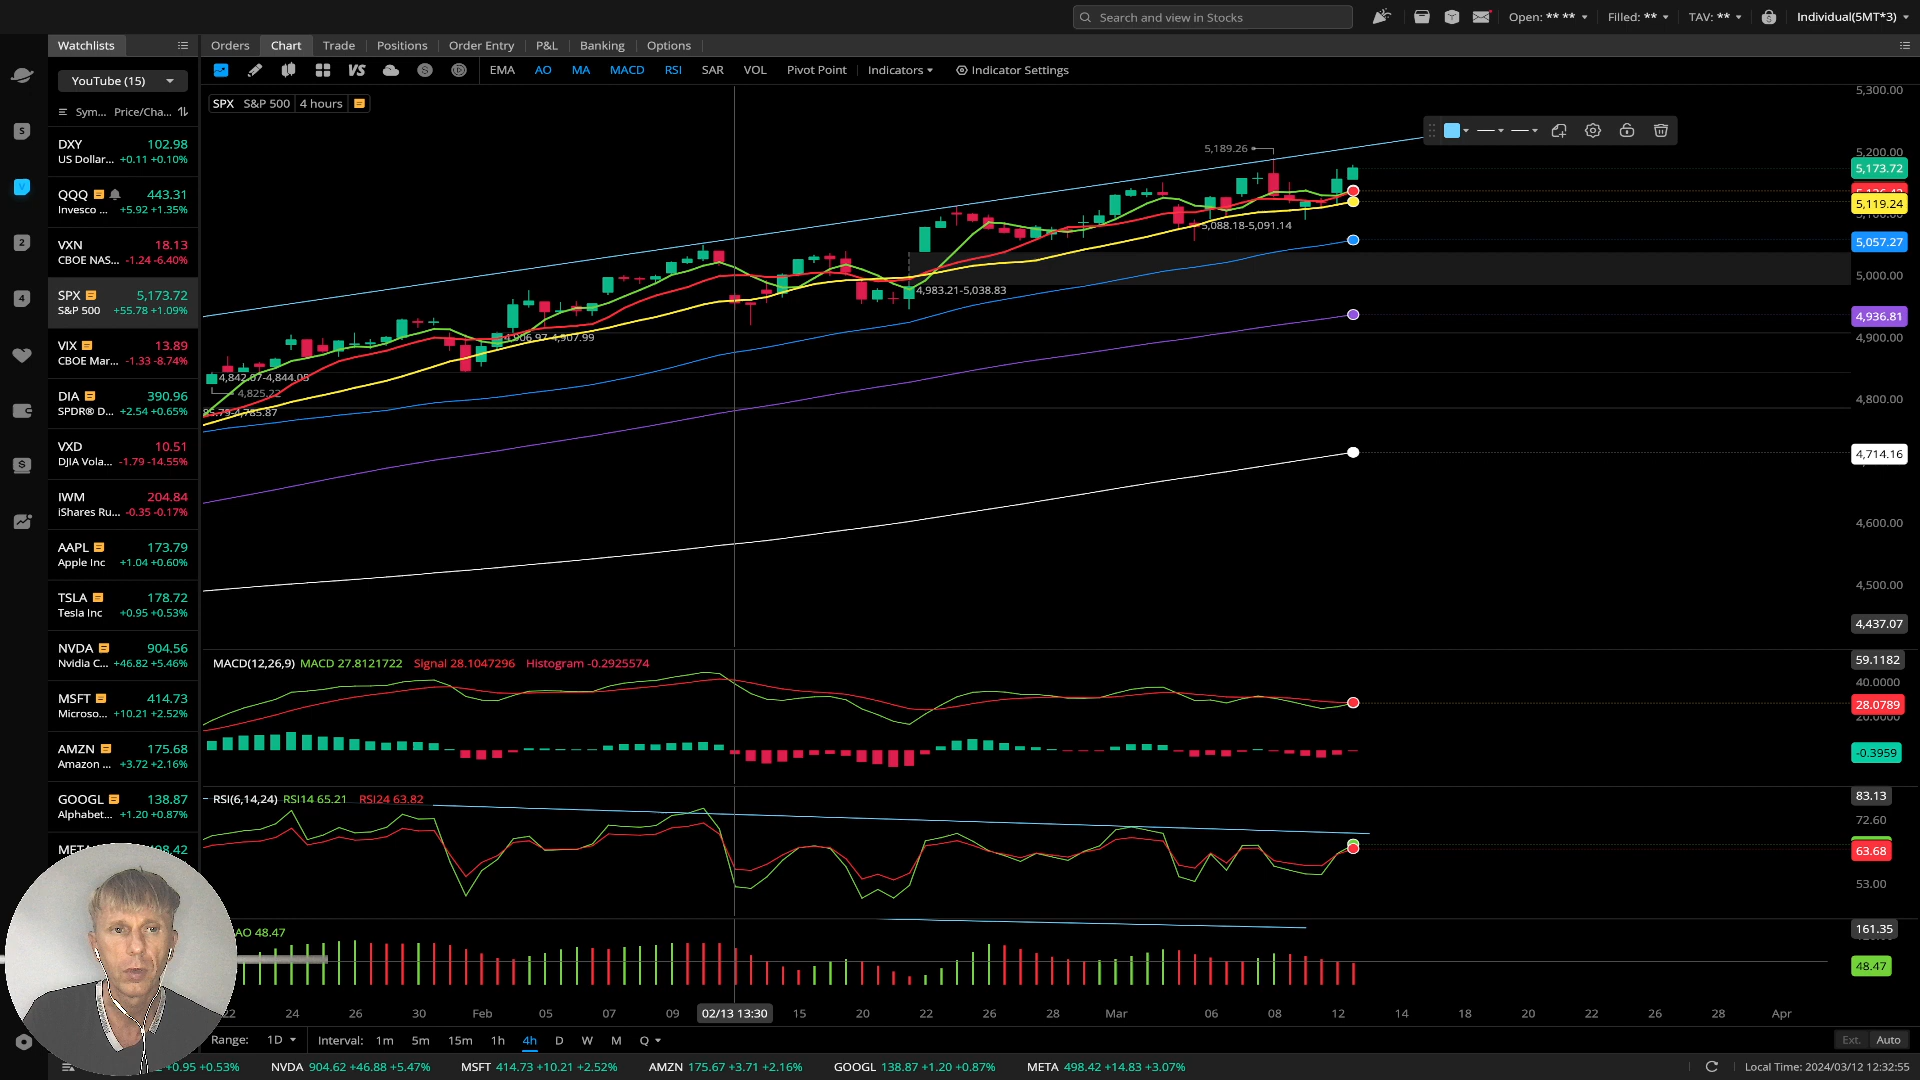 Search and view in Stocks
Open: ** **
Filled: **
TAV: **
Individual(5MT*3)
Watchlists
Orders
Chart
Trade
Positions
Order Entry
P&L
Banking
Options
YouTube (15)
VS
EMA
AO
MA
MACD
RSI
SAR
VOL
Pivot Point
Indicators
Indicator Settings
Sym... Price/Cha...
SPX S&P 500 4 hours
DXY 102.98
US Dollar... +0.11 +0.10%
QQQ 443.31
Invesco ... +5.92 +1.35%
VXN 18.13
CBOE NAS... -1.24 -6.40%
SPX 5,173.72
S&P 500 +55.78 +1.09%
VIX 13.89
CBOE Mar... -1.33 -8.74%
DIA 390.96
SPDR® D... +2.54 +0.65%
VXD 10.51
DJIA Vola... -1.79 -14.55%
IWM 204.84
iShares Ru... -0.35 -0.17%
AAPL 173.79
Apple Inc +1.04 +0.60%
TSLA 178.72
Tesla Inc +0.95 +0.53%
NVDA 904.56
Nvidia C... +46.82 +5.46%
MSFT 414.73
Microso... +10.21 +2.52%
AMZN 175.68
Amazon ... +3.72 +2.16%
GOOGL 138.87
Alphabet... +1.20 +0.87%
5,189.26
5,088.18-5,091.14
4,983.21-5,038.83
4,906.97-4,907.99
4,842.07-4,844.05
4,825.22
5,300.00
5,200.00
5,173.72
5,119.24
5,057.27
5,000.00
4,936.81
4,900.00
4,800.00
4,714.16
4,600.00
4,500.00
4,437.07
MACD(12,26,9) MACD 27.8121722 Signal 28.1047296 Histogram -0.2925574
59.1182
40.0000
28.0789
-0.3959
RSI(6,14,24) RSI14 65.21 RSI24 63.82
83.13
72.60
63.68
53.00
AO 48.47
161.35
48.47
22 24 26 30 Feb 05 07 09 02/13 13:30 15 20 22 26 28 Mar 06 08 12 14 18 20 22 26 28 Apr
Range: 1D Interval: 1m 5m 15m 1h 4h D W M Q
Ext. Auto
+0.95 +0.53% NVDA 904.62 +46.88 +5.47% MSFT 414.73 +10.21 +2.52% AMZN 175.67 +3.71 +2.16% GOOGL 138.87 +1.20 +0.87% META 498.42 +14.83 +3.07%
Local Time: 2024/03/12 12:32:55